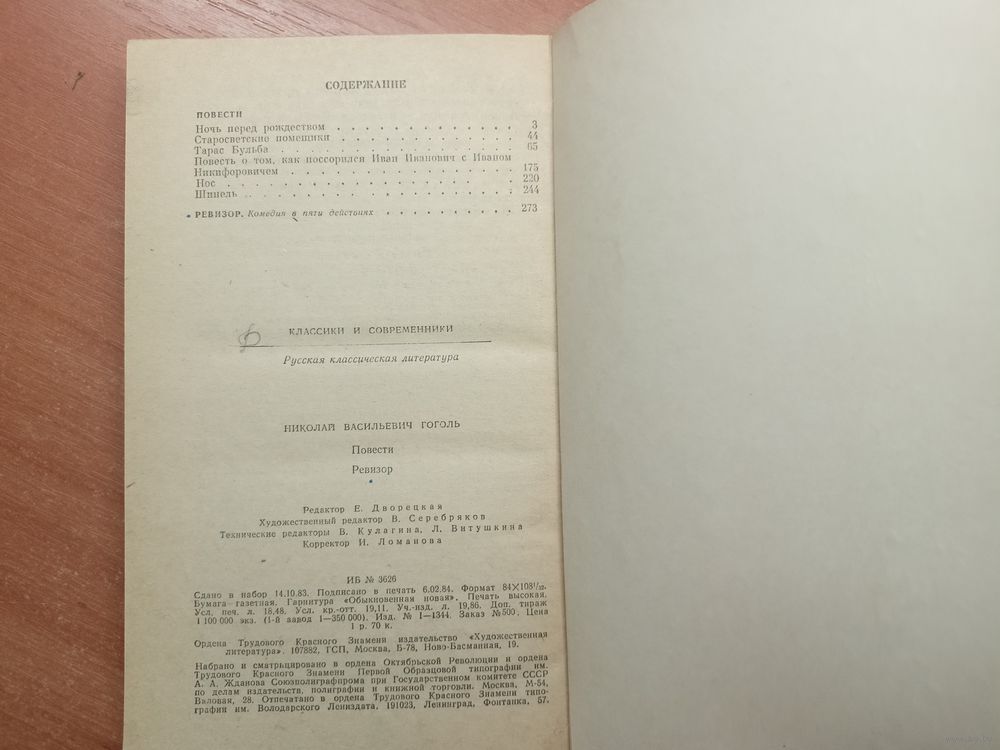 СОДЕРЖАНИЕ
ПОВЕСТИ
Ночь перед рождеством . . . . . . . . . . . . . 3
Старосветские помещики . . . . . . . . . . . . . 44
Тарас Бульба . . . . . . . . . . . . . . . . . 65
Повесть о том, как поссорился Иван Иванович с Иваном
Никифоровичем . . . . . . . . . . . . . . . . 175
Нос . . . . . . . . . . . . . . . . . . . . 220
Шинель . . . . . . . . . . . . . . . . . . . 244
РЕВИЗОР. Комедия в пяти действиях . . . . . . . . . . 273
КЛАССИКИ И СОВРЕМЕННИКИ
Русская классическая литература
НИКОЛАЙ ВАСИЛЬЕВИЧ ГОГОЛЬ
Повести
Ревизор
Редактор Е. Дворецкая
Художественный редактор В. Серебряков
Технические редакторы В. Кулагина, Л. Витушкина
Корректор И. Ломанова
ИБ № 3626
Сдано в набор 14.10.83. Подписано в печать 6.02.84. Формат 84×108¹/₃₂.
Бумага газетная. Гарнитура «Обыкновенная новая». Печать высокая.
Усл. печ. л. 18,48. Усл. кр.-отт. 19,11. Уч.-изд. л. 19,86. Доп. тираж
1 100 000 экз. (1-й завод 1—350 000). Изд. № I—1344. Заказ № 500. Цена
1 р. 70 к.
Ордена Трудового Красного Знамени издательство «Художественная
литература». 107882, ГСП, Москва, Б-78, Ново-Басманная, 19.
Набрано и сматрицировано в ордена Октябрьской Революции и ордена
Трудового Красного Знамени Первой Образцовой типографии им.
А. А. Жданова Союзполиграфпрома при Государственном комитете СССР
по делам издательств, полиграфии и книжной торговли. Москва, М-54,
Валовая, 28. Отпечатано в ордена Трудового Красного Знамени типо-
графии им. Володарского Лениздата, 191023, Ленинград, Фонтанка, 57.